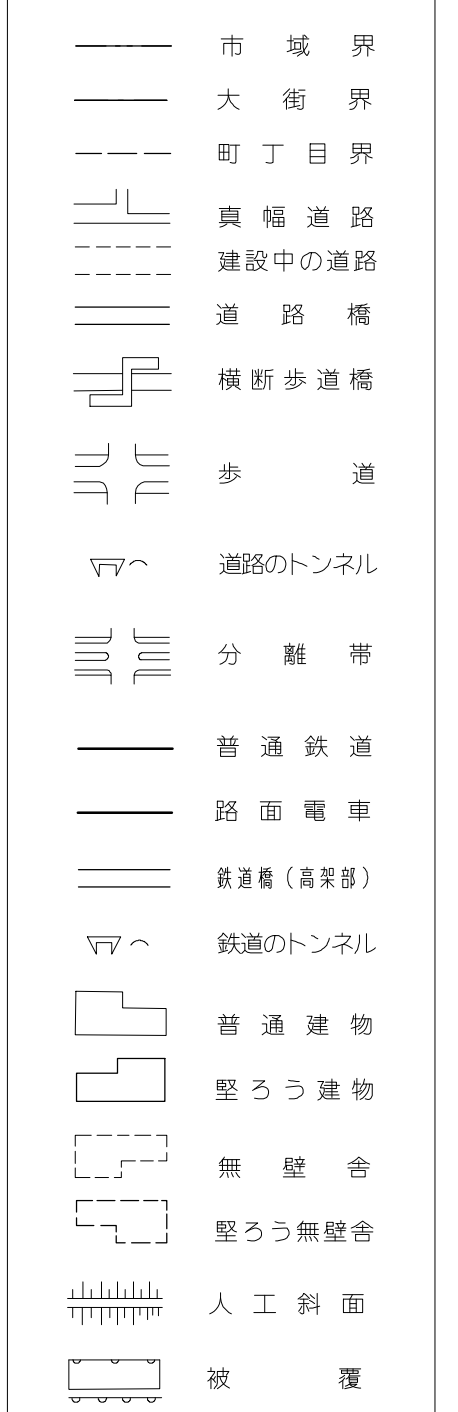 市域界
大街界
町丁目界
真幅道路
建設中の道路
道路橋
横断歩道橋
歩道
道路のトンネル
分離帯
普通鉄道
路面電車
鉄道橋（高架部）
鉄道のトンネル
普通建物
堅ろう建物
無壁舎
堅ろう無壁舎
人工斜面
被覆